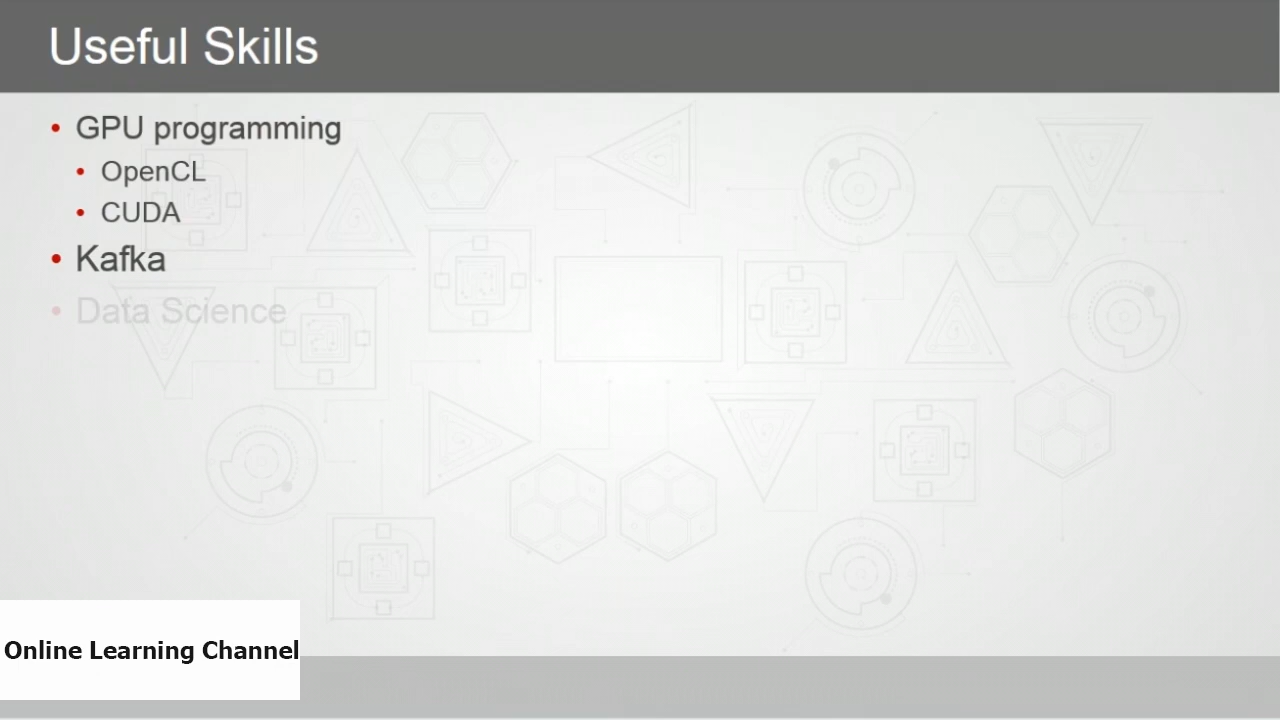 Useful Skills
• GPU programming
• OpenCL
• CUDA
• Kafka
• Data Science
Online Learning Channel